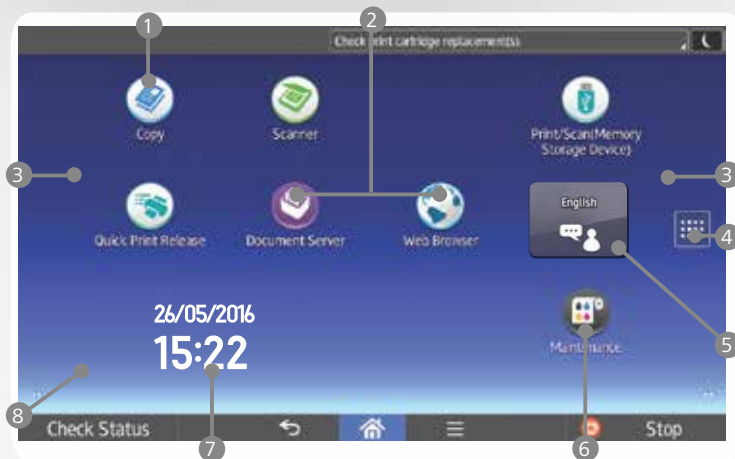 1
2
Check print cartridge replacement(s).
Copy
Scanner
Print/Scan(Memory
Storage Device)
3
3
English
Quick Print Release
Document Server
Web Browser
4
26/05/2016
15:22
Maintenance
5
8
Check Status
Stop
7
6